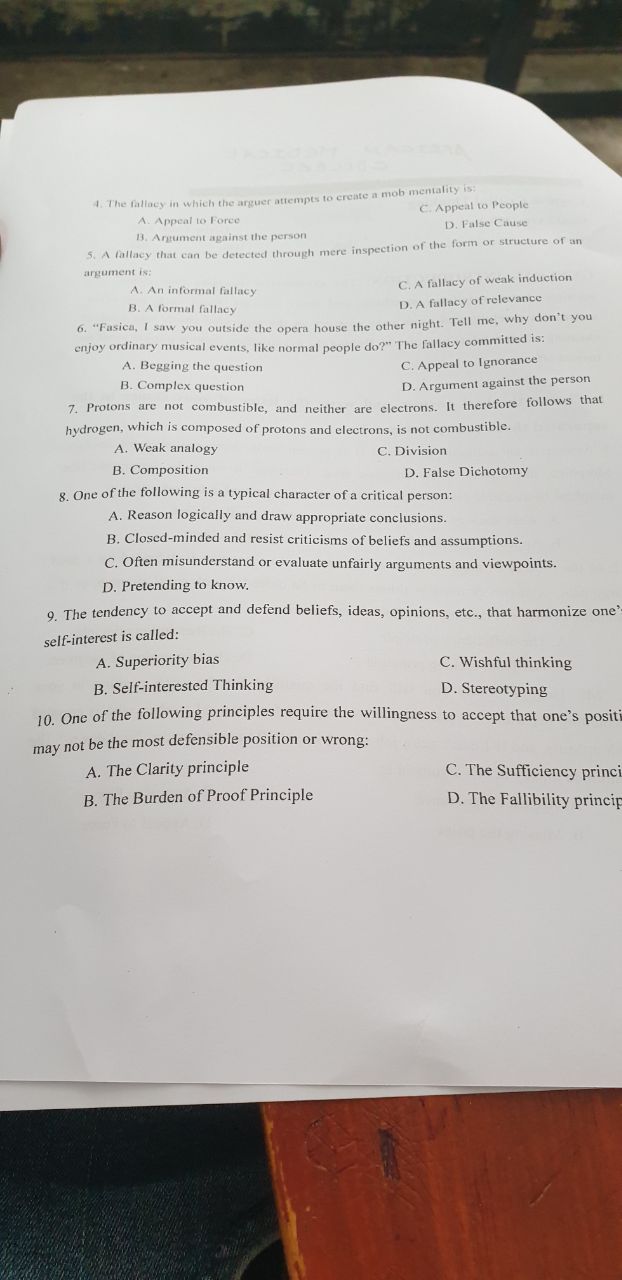 4. The fallacy in which the arguer attempts to create a mob mentality is:
A. Appeal to Force C. Appeal to People
B. Argument against the person D. False Cause
5. A fallacy that can be detected through mere inspection of the form or structure of an
argument is:
A. An informal fallacy C. A fallacy of weak induction
B. A formal fallacy D. A fallacy of relevance
6. “Fasica, I saw you outside the opera house the other night. Tell me, why don’t you
enjoy ordinary musical events, like normal people do?” The fallacy committed is:
A. Begging the question C. Appeal to Ignorance
B. Complex question D. Argument against the person
7. Protons are not combustible, and neither are electrons. It therefore follows that
hydrogen, which is composed of protons and electrons, is not combustible.
A. Weak analogy C. Division
B. Composition D. False Dichotomy
8. One of the following is a typical character of a critical person:
A. Reason logically and draw appropriate conclusions.
B. Closed-minded and resist criticisms of beliefs and assumptions.
C. Often misunderstand or evaluate unfairly arguments and viewpoints.
D. Pretending to know.
9. The tendency to accept and defend beliefs, ideas, opinions, etc., that harmonize one’
self-interest is called:
A. Superiority bias C. Wishful thinking
B. Self-interested Thinking D. Stereotyping
10. One of the following principles require the willingness to accept that one’s positi
may not be the most defensible position or wrong:
A. The Clarity principle C. The Sufficiency princi
B. The Burden of Proof Principle D. The Fallibility princip